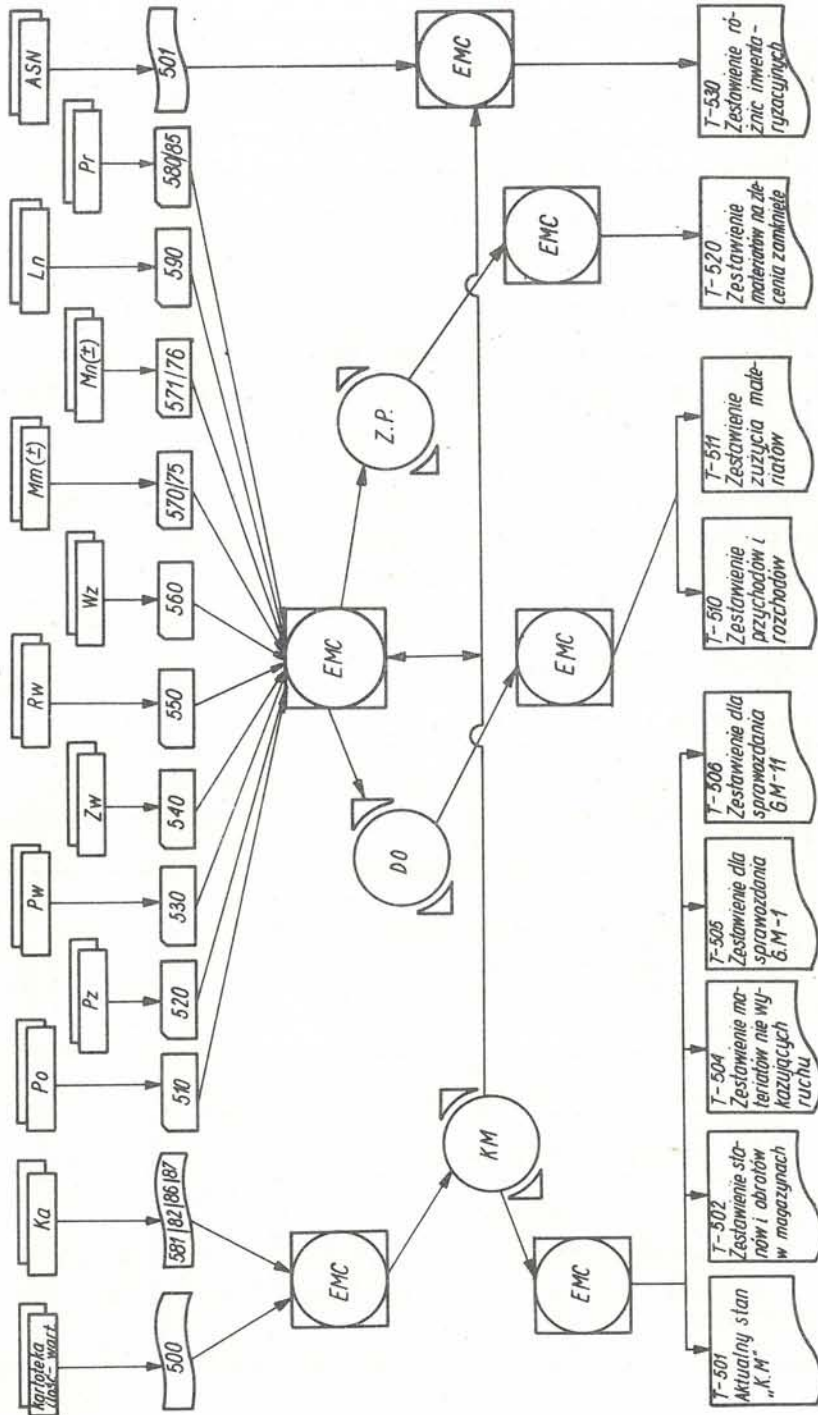 Kartoteka
ilość-wart.
Ka
Po
Pz
Pw
Zw
Rw
Wz
Mm(±)
Mn(±)
Ln
Pr
ASN
500
581|82|86|87
510
520
530
540
550
560
570/75
571|76
590
580|85
501
EMC
EMC
EMC
KM
DO
Z.P.
EMC
EMC
EMC
T-501
Aktualny stan
„K.M"
T-502
Zestawienie sta-
nów i obrotów
w magazynach
T-504
Zestawienie ma-
teriałów nie wy-
kazujących
ruchu
T-505
Zestawienie dla
sprawozdania
G.M-1
T-506
Zestawienie dla
sprawozdania
G.M-11
T-510
Zestawienie
przychodów i
rozchodów
T-511
Zestawienie
zużycia mate-
riałów
T-520
Zestawienie
materiałów na zle-
cenia zamknięte
T-530
Zestawienie ró-
żnic inwenta-
ryzacyjnych